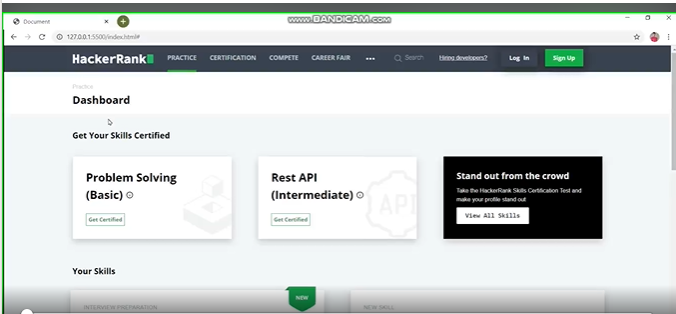 Document
www.BANDICAM.com
127.0.0.1:5500/index.html#
HackerRank PRACTICE CERTIFICATION COMPETE CAREER FAIR ••• Search Hiring developers? Log In Sign Up
Practice
Dashboard
Get Your Skills Certified
Problem Solving
(Basic)
Get Certified
Rest API
(Intermediate)
Get Certified
API
Stand out from the crowd
Take the HackerRank Skills Certification Test and
make your profile stand out
View All Skills
Your Skills
INTERVIEW PREPARATION
NEW
NEW SKILL